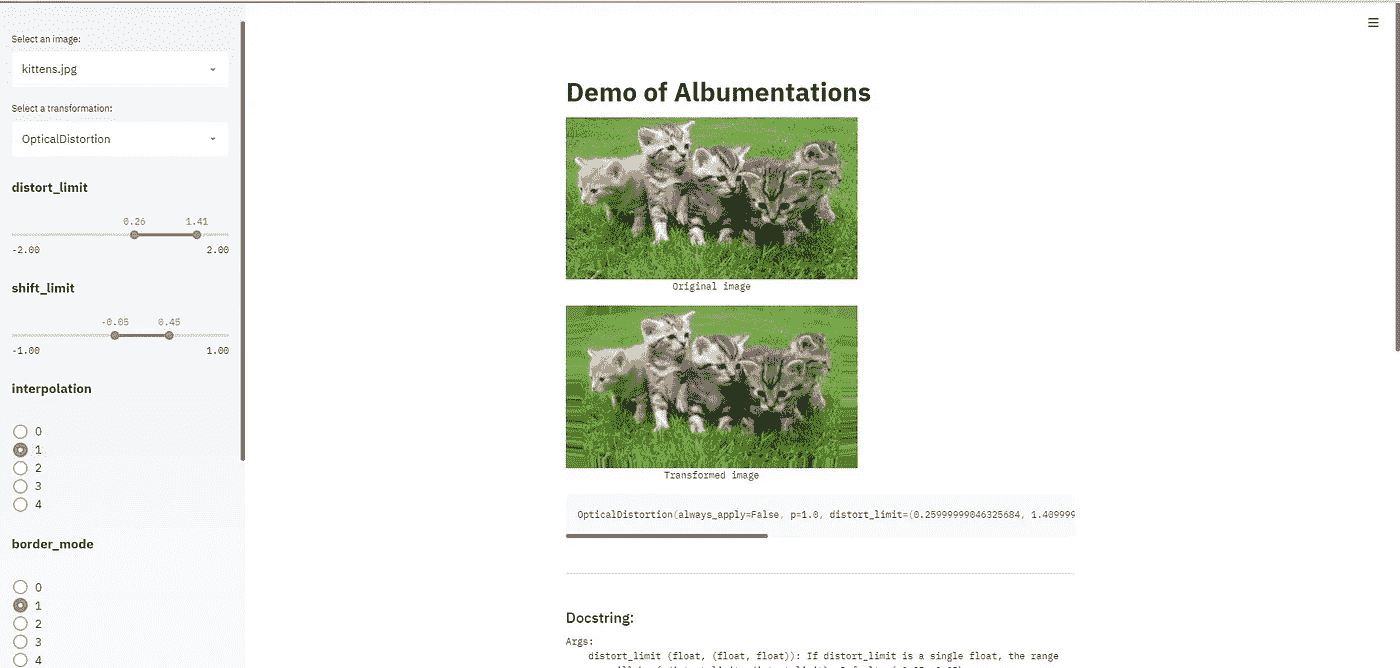 Select an image:
kittens.jpg
Select a transformation:
OpticalDistortion
distort_limit
0.26 1.41
-2.00 2.00
shift_limit
-0.05 0.45
-1.00 1.00
interpolation
0
1
2
3
4
border_mode
0
1
2
3
4
Demo of Albumentations
Original image
Transformed image
OpticalDistortion(always_apply=False, p=1.0, distort_limit=(0.25999999046325684, 1.409999
Docstring:
Args:
distort_limit (float, (float, float)): If distort_limit is a single float, the range